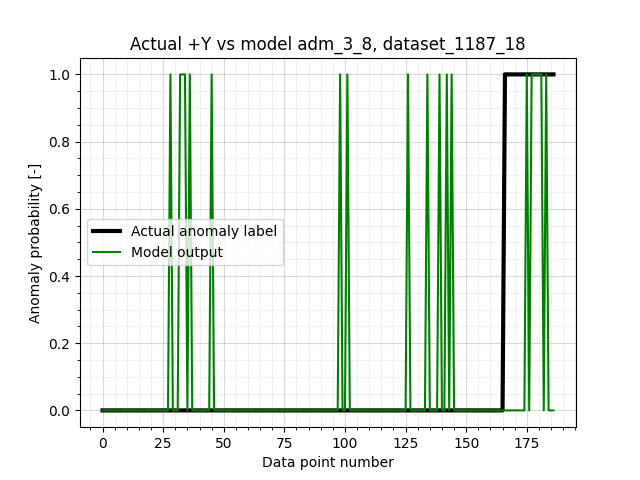 Actual +Y vs model adm_3_8, dataset_1187_18
Anomaly probability [-]
1.0
0.8
0.6
0.4
0.2
0.0
Actual anomaly label
Model output
0 25 50 75 100 125 150 175
Data point number